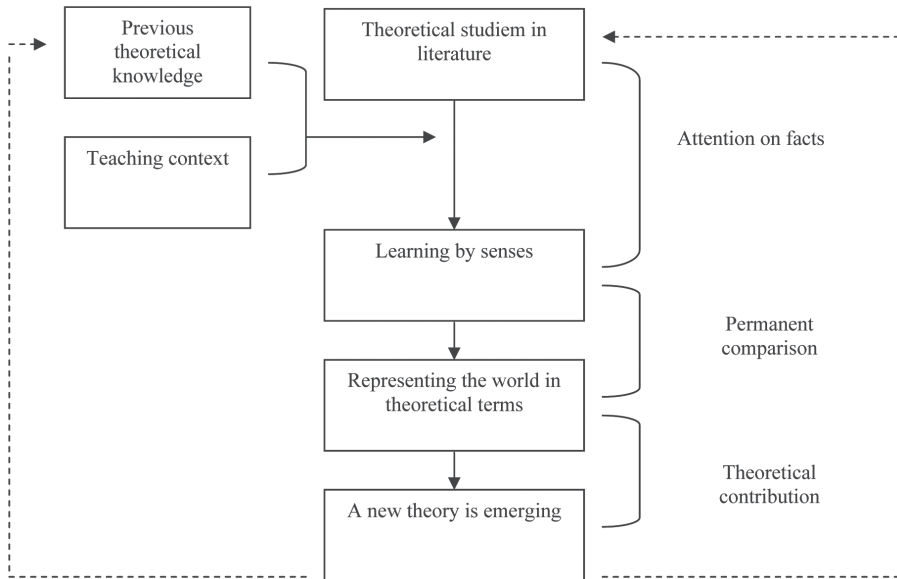 Previous
theoretical
knowledge
Theoretical studiem in
literature
Attention on facts
Teaching context
Learning by senses
Permanent
comparison
Representing the world in
theoretical terms
Theoretical
contribution
A new theory is emerging